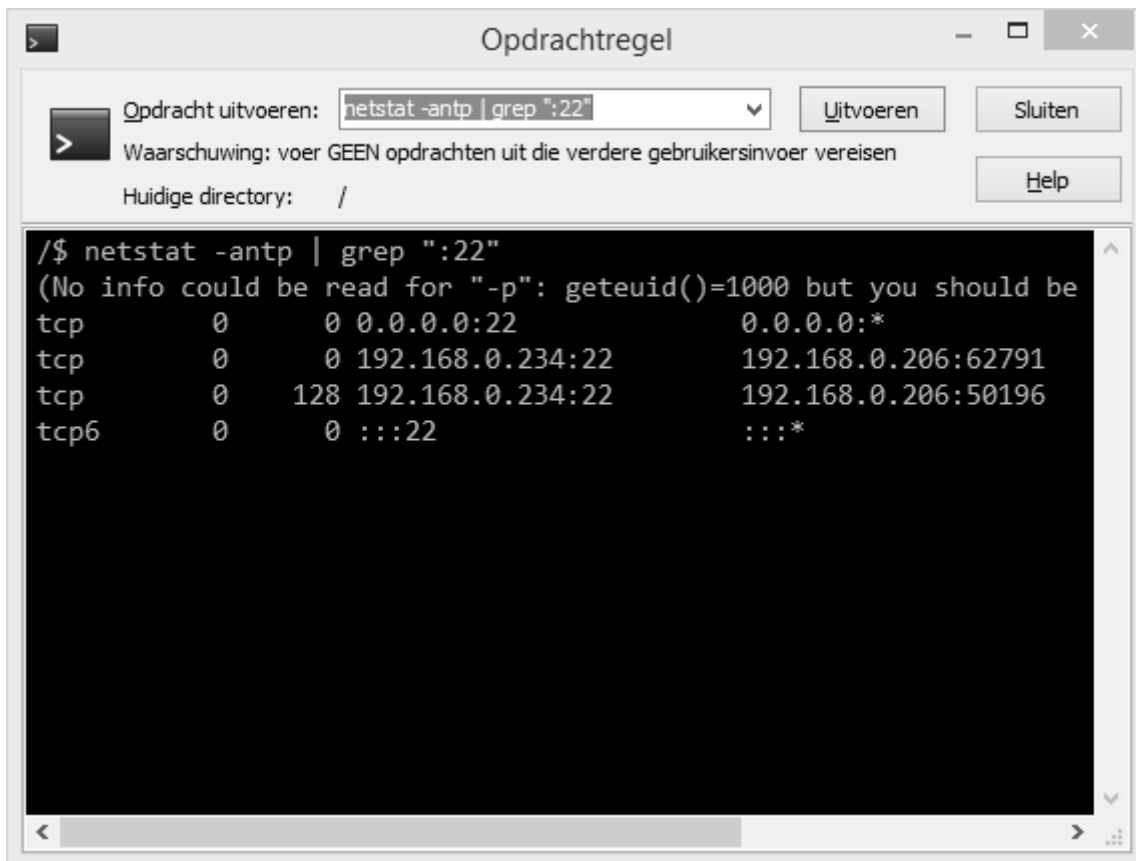 Opdrachtregel
Opdracht uitvoeren: netstat -antp | grep ":22" Uitvoeren Sluiten
Waarschuwing: voer GEEN opdrachten uit die verdere gebruikersinvoer vereisen
Huidige directory: / Help
/$ netstat -antp | grep ":22"
(No info could be read for "-p": geteuid()=1000 but you should be
tcp 0 0 0.0.0.0:22 0.0.0.0:*
tcp 0 0 192.168.0.234:22 192.168.0.206:62791
tcp 0 128 192.168.0.234:22 192.168.0.206:50196
tcp6 0 0 :::22 :::*